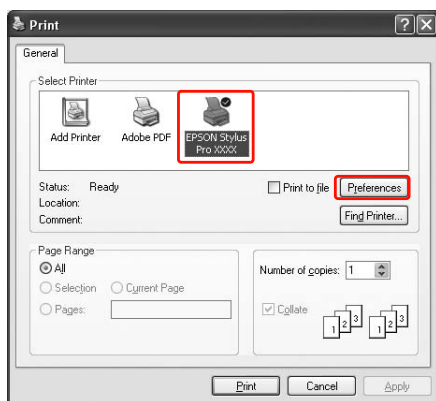 Print
General
Select Printer
Add Printer
Adobe PDF
EPSON Stylus
Pro XXXX
Status: Ready
Print to file
Preferences
Location:
Comment:
Find Printer...
Page Range
All
Selection
Current Page
Pages:
Number of copies: 1
Collate
1 2 3 1 2 3
Print
Cancel
Apply